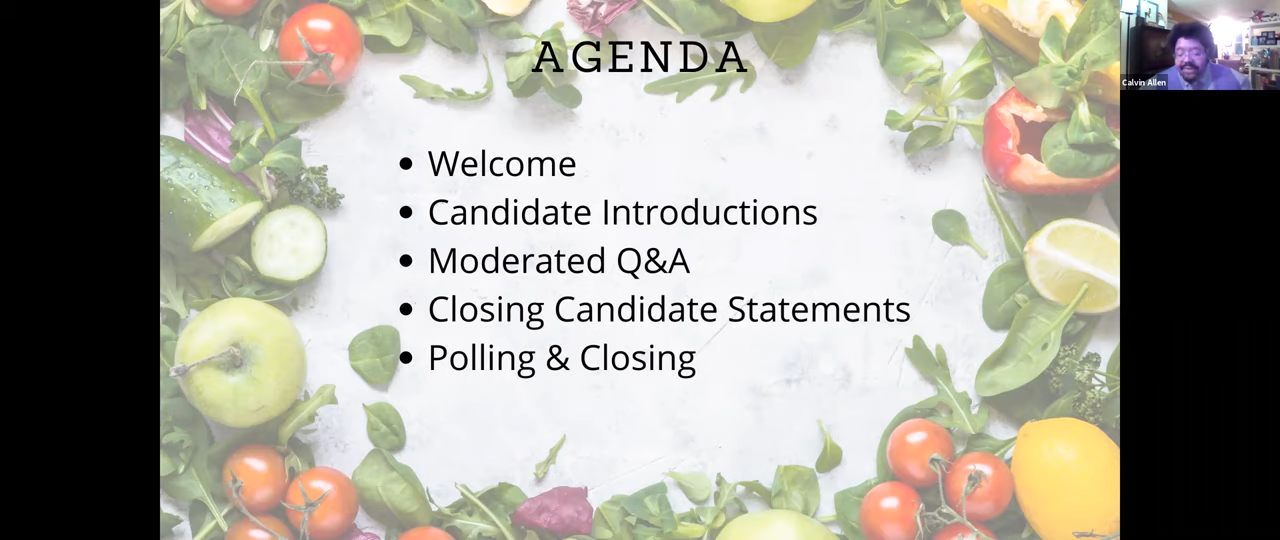 AGENDA
Calvin Allen
• Welcome
• Candidate Introductions
• Moderated Q&A
• Closing Candidate Statements
• Polling & Closing